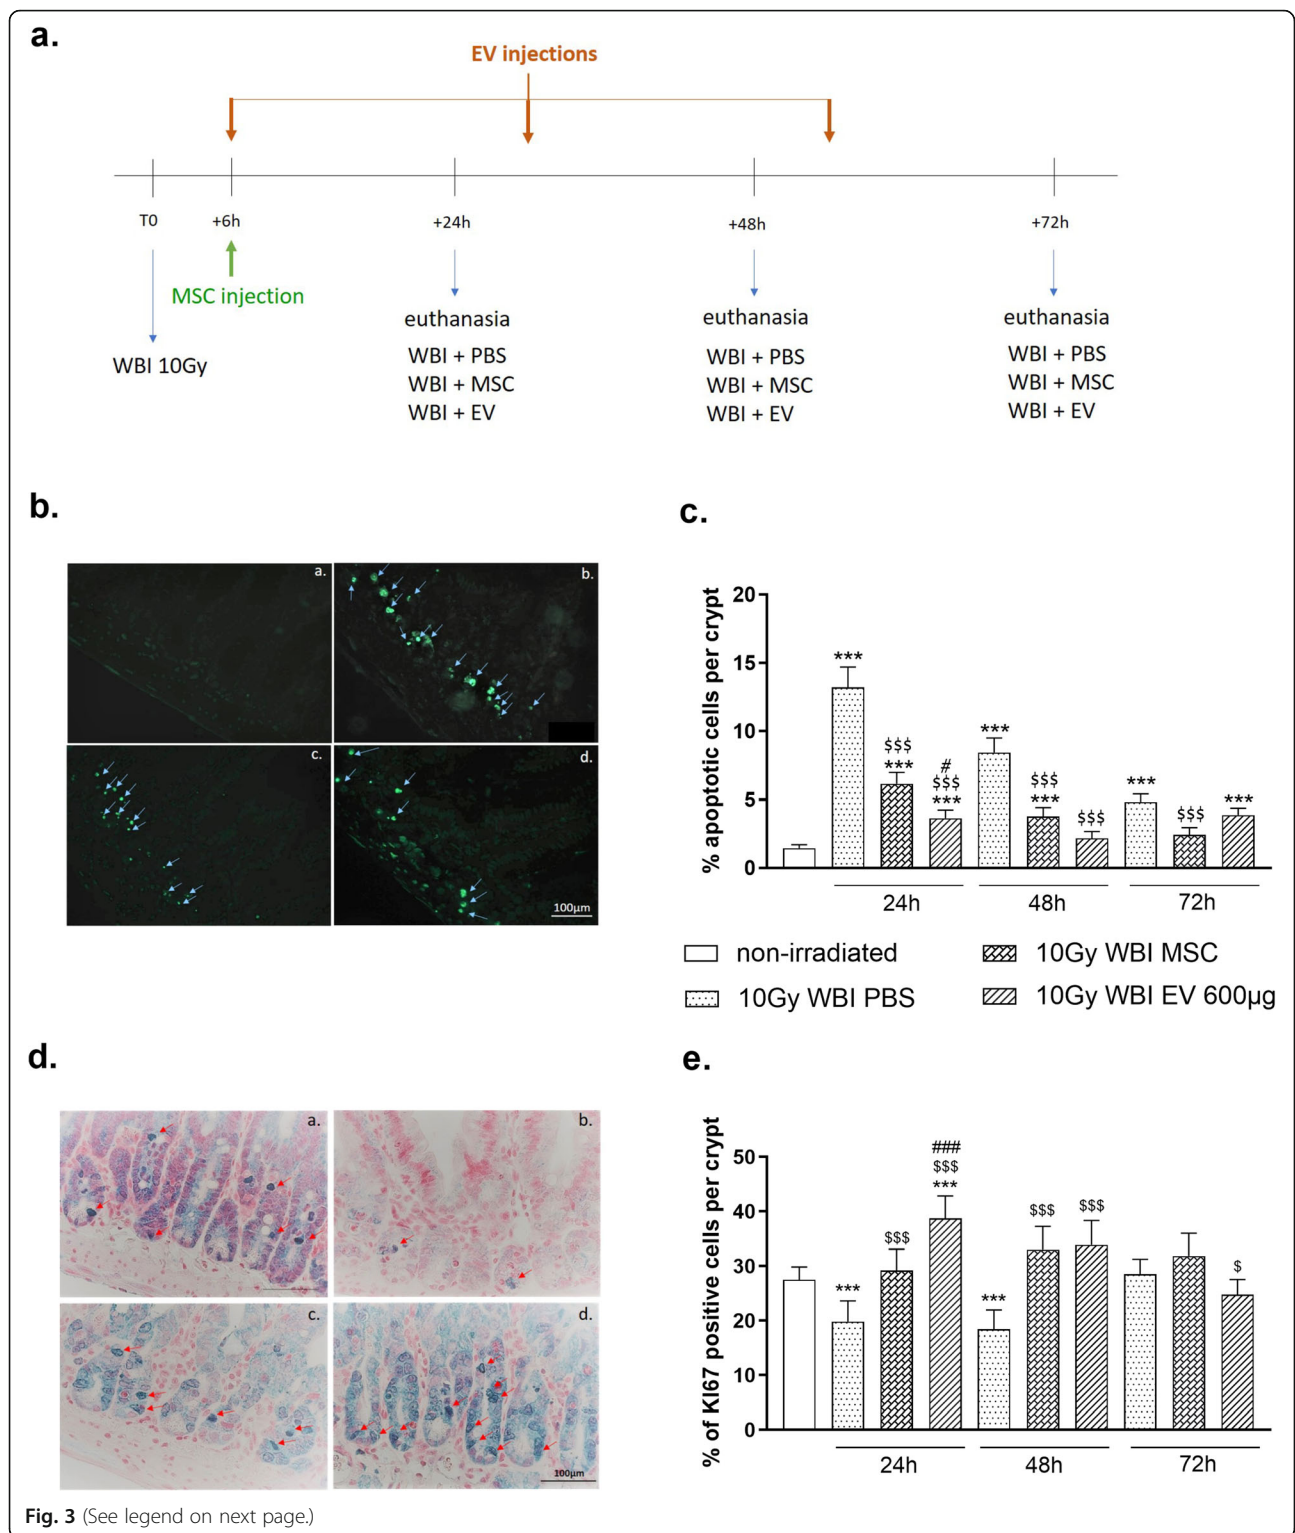 a.
EV injections
T0
+6h
+24h
+48h
+72h
MSC injection
WBI 10Gy
euthanasia
WBI + PBS
WBI + MSC
WBI + EV
euthanasia
WBI + PBS
WBI + MSC
WBI + EV
euthanasia
WBI + PBS
WBI + MSC
WBI + EV
b.
a.
b.
c.
d.
100µm
c.
% apoptotic cells per crypt
20
15
10
5
0
***
$$$
***
#
$$$
***
***
$$$
***
$$$
***
$$$
***
24h
48h
72h
non-irradiated
10Gy WBI PBS
10Gy WBI MSC
10Gy WBI EV 600µg
d.
a.
b.
c.
d.
100µm
e.
% of KI67 positive cells per crypt
50
40
30
20
10
0
***
$$$
###
$$$
***
***
$$$
$$$
$
24h
48h
72h
Fig. 3 (See legend on next page.)